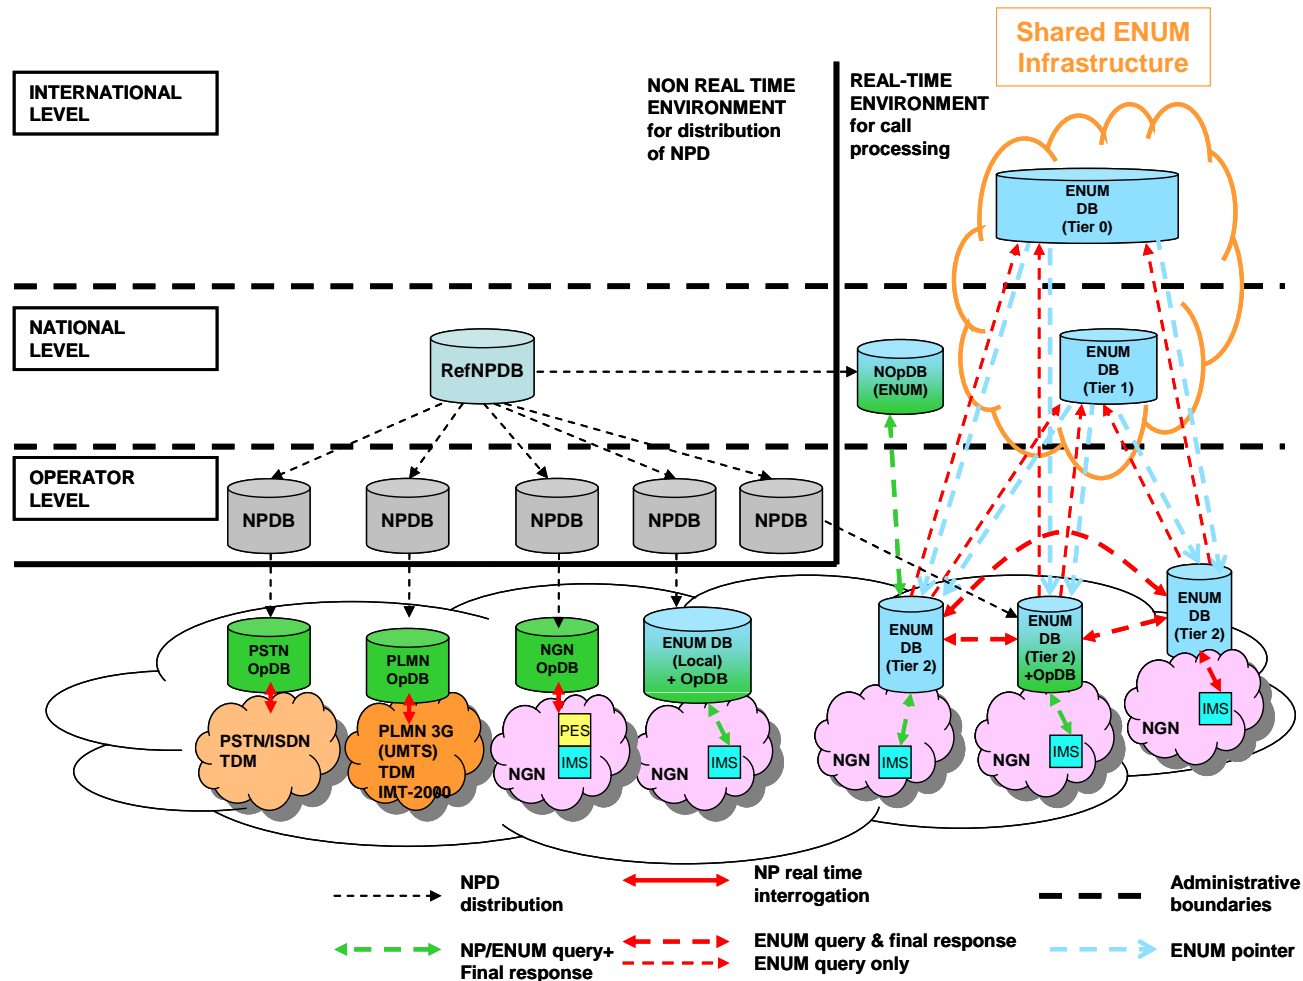 Shared ENUM
Infrastructure
INTERNATIONAL
LEVEL
NON REAL TIME
ENVIRONMENT
for distribution
of NPD
REAL-TIME
ENVIRONMENT
for call
processing
ENUM
DB
(Tier 0)
NATIONAL
LEVEL
RefNPDB
NOpDB
(ENUM)
ENUM
DB
(Tier 1)
OPERATOR
LEVEL
NPDB
NPDB
NPDB
NPDB
NPDB
PSTN
OpDB
PLMN
OpDB
NGN
OpDB
ENUM DB
(Local)
+ OpDB
ENUM
DB
(Tier 2)
ENUM
DB
(Tier 2)
+OpDB
ENUM
DB
(Tier 2)
PSTN/ISDN
TDM
PLMN 3G
(UMTS)
TDM
IMT-2000
PES
IMS
NGN
IMS
NGN
IMS
NGN
IMS
NGN
IMS
NGN
NPD
distribution
NP real time
interrogation
Administrative
boundaries
NP/ENUM query+
Final response
ENUM query & final response
ENUM query only
ENUM pointer